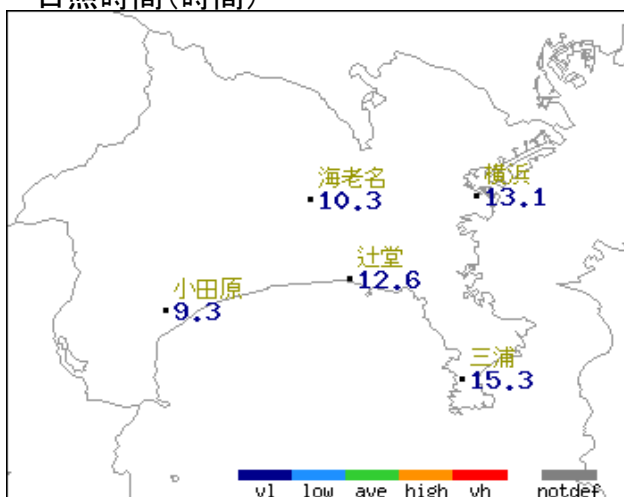 日照時間(時間)
海老名
10.3
横浜
13.1
辻堂
12.6
小田原
9.3
三浦
15.3
vl low ave high vh notdef